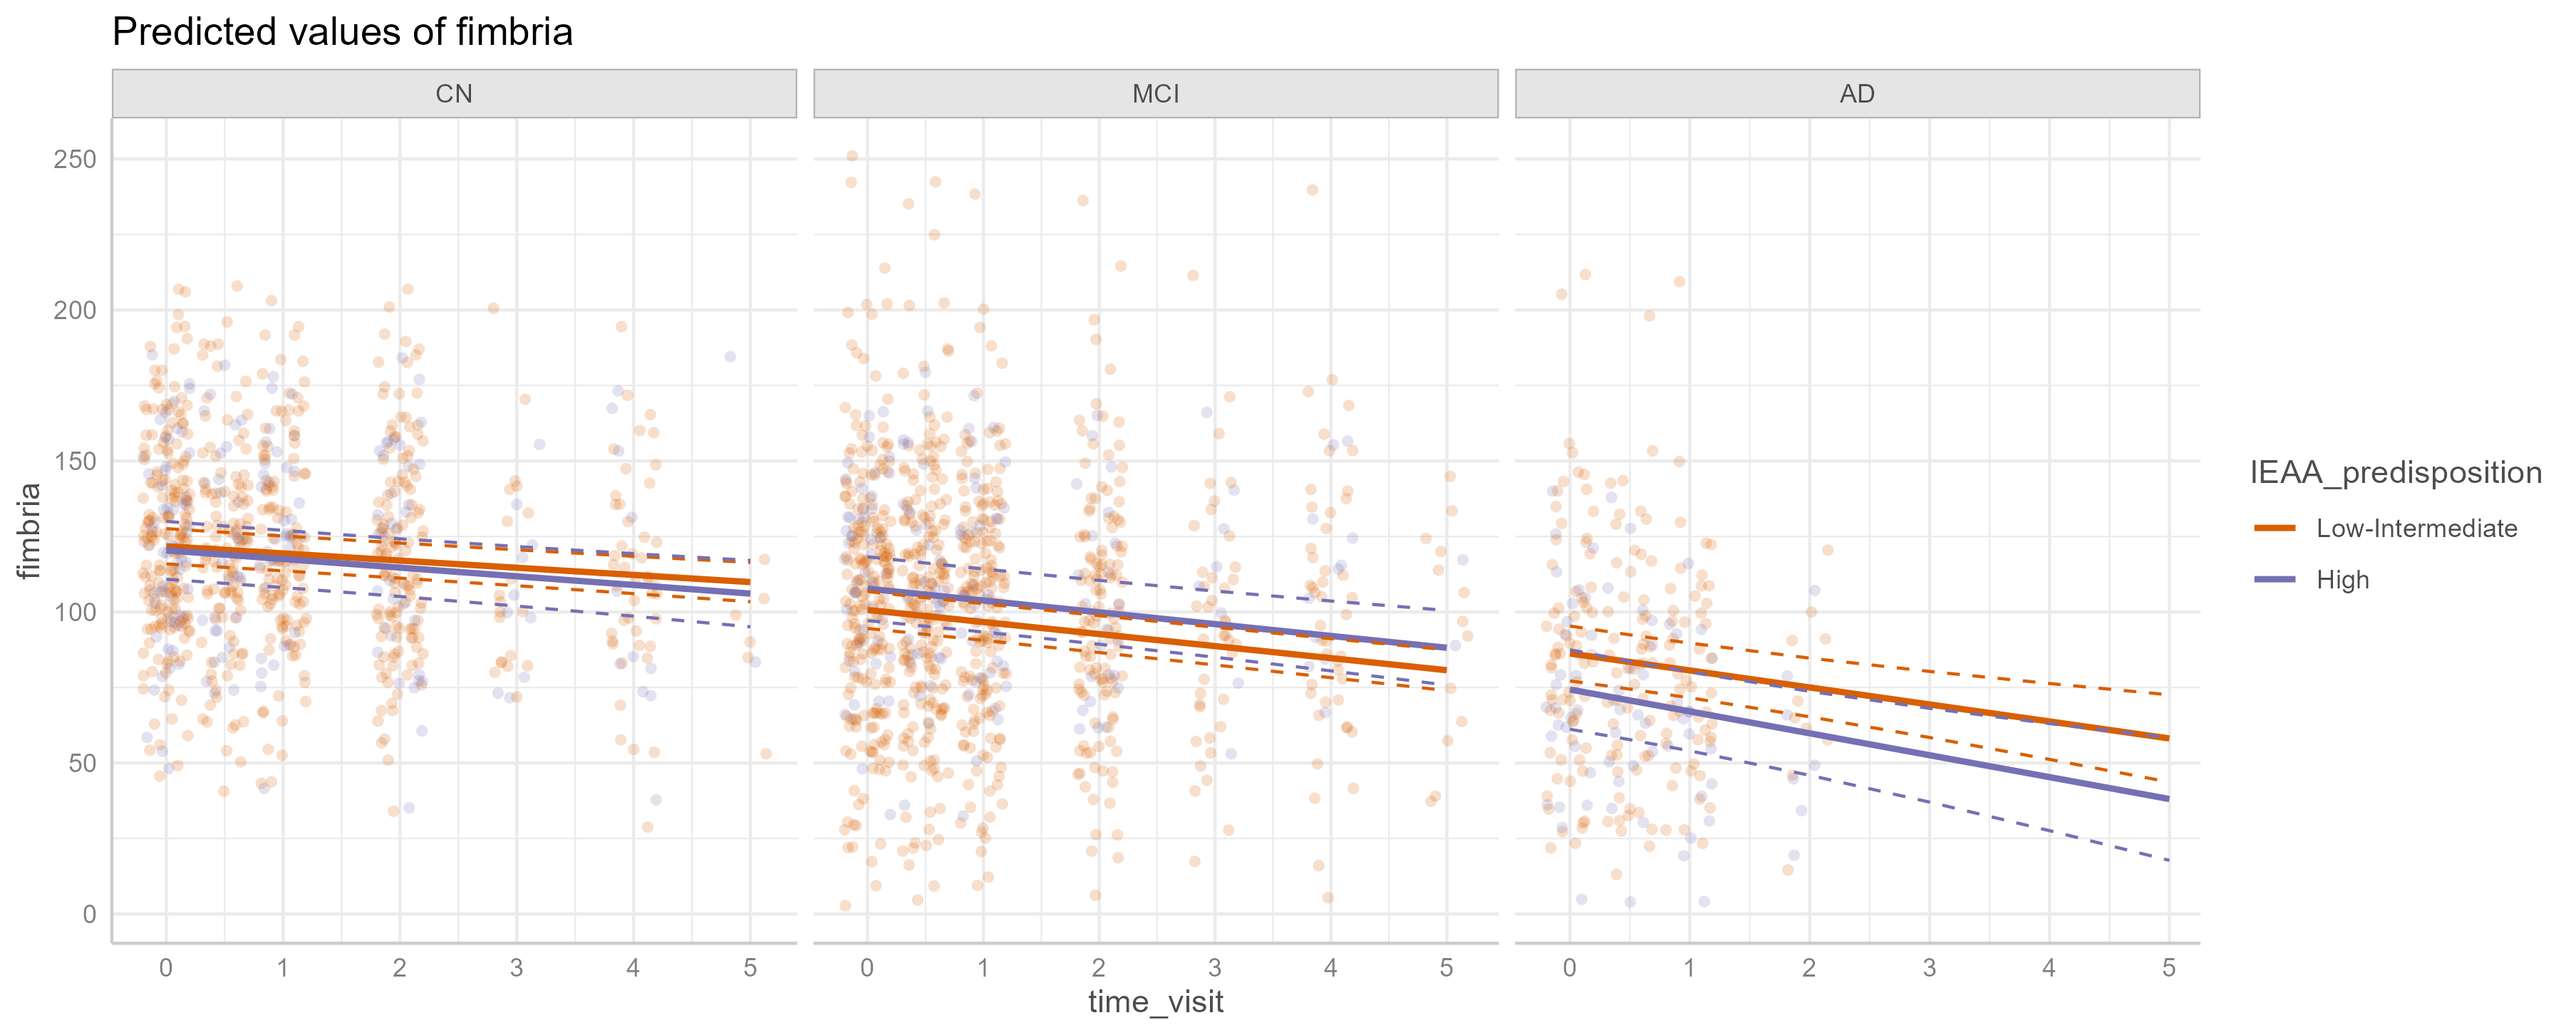 Predicted values of fimbria
CN MCI AD
250
200
150
100
50
0
fimbria
0 1 2 3 4 5 0 1 2 3 4 5 0 1 2 3 4 5
time_visit
IEAA_predisposition
Low-Intermediate
High